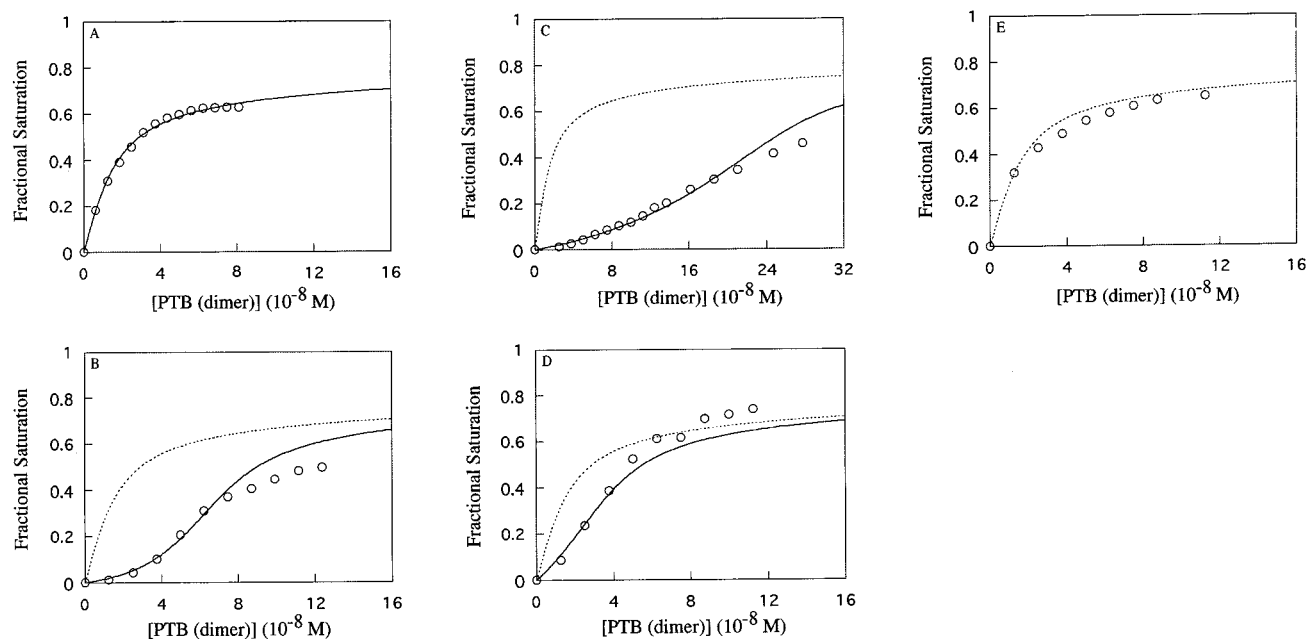 A
Fractional Saturation
1
0.8
0.6
0.4
0.2
0
0 4 8 12 16
[PTB (dimer)] (10⁻⁸ M)
C
Fractional Saturation
1
0.8
0.6
0.4
0.2
0
0 8 16 24 32
[PTB (dimer)] (10⁻⁸ M)
E
Fractional Saturation
1
0.8
0.6
0.4
0.2
0
0 4 8 12 16
[PTB (dimer)] (10⁻⁸ M)
B
Fractional Saturation
1
0.8
0.6
0.4
0.2
0
0 4 8 12 16
[PTB (dimer)] (10⁻⁸ M)
D
Fractional Saturation
1
0.8
0.6
0.4
0.2
0
0 4 8 12 16
[PTB (dimer)] (10⁻⁸ M)